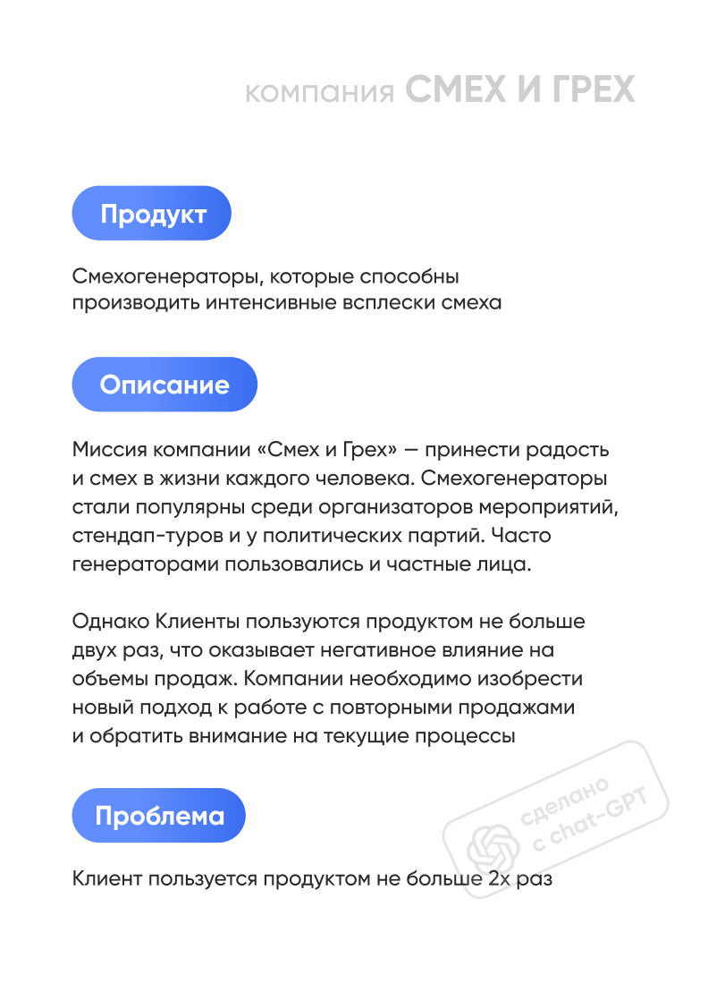 компания СМЕХ И ГРЕХ
Продукт
Смехогенераторы, которые способны
производить интенсивные всплески смеха
Описание
Миссия компании «Смех и Грех» — принести радость
и смех в жизни каждого человека. Смехогенераторы
стали популярны среди организаторов мероприятий,
стендап-туров и у политических партий. Часто
генераторами пользовались и частные лица.
Однако Клиенты пользуются продуктом не больше
двух раз, что оказывает негативное влияние на
объемы продаж. Компании необходимо изобрести
новый подход к работе с повторными продажами
и обратить внимание на текущие процессы
Проблема
сделано
с chat-GPT
Клиент пользуется продуктом не больше 2х раз